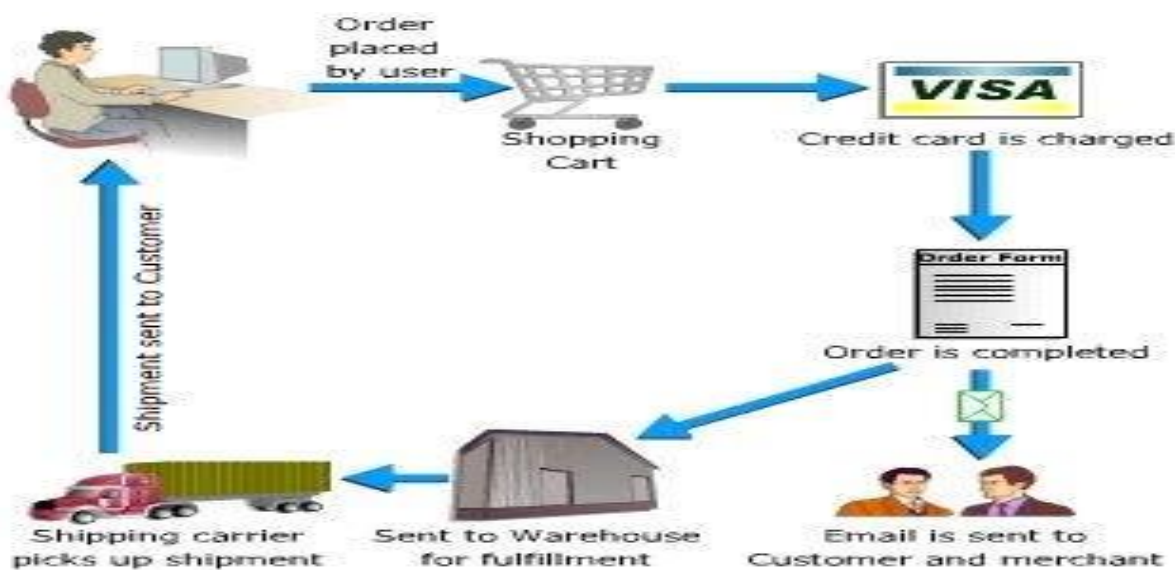 Order
placed
by user
Shopping
Cart
VISA
Credit card is charged
Order Form
Order is completed
Email is sent to
Customer and merchant
Sent to Warehouse
for fulfillment
Shipping carrier
picks up shipment
Shipment sent to Customer